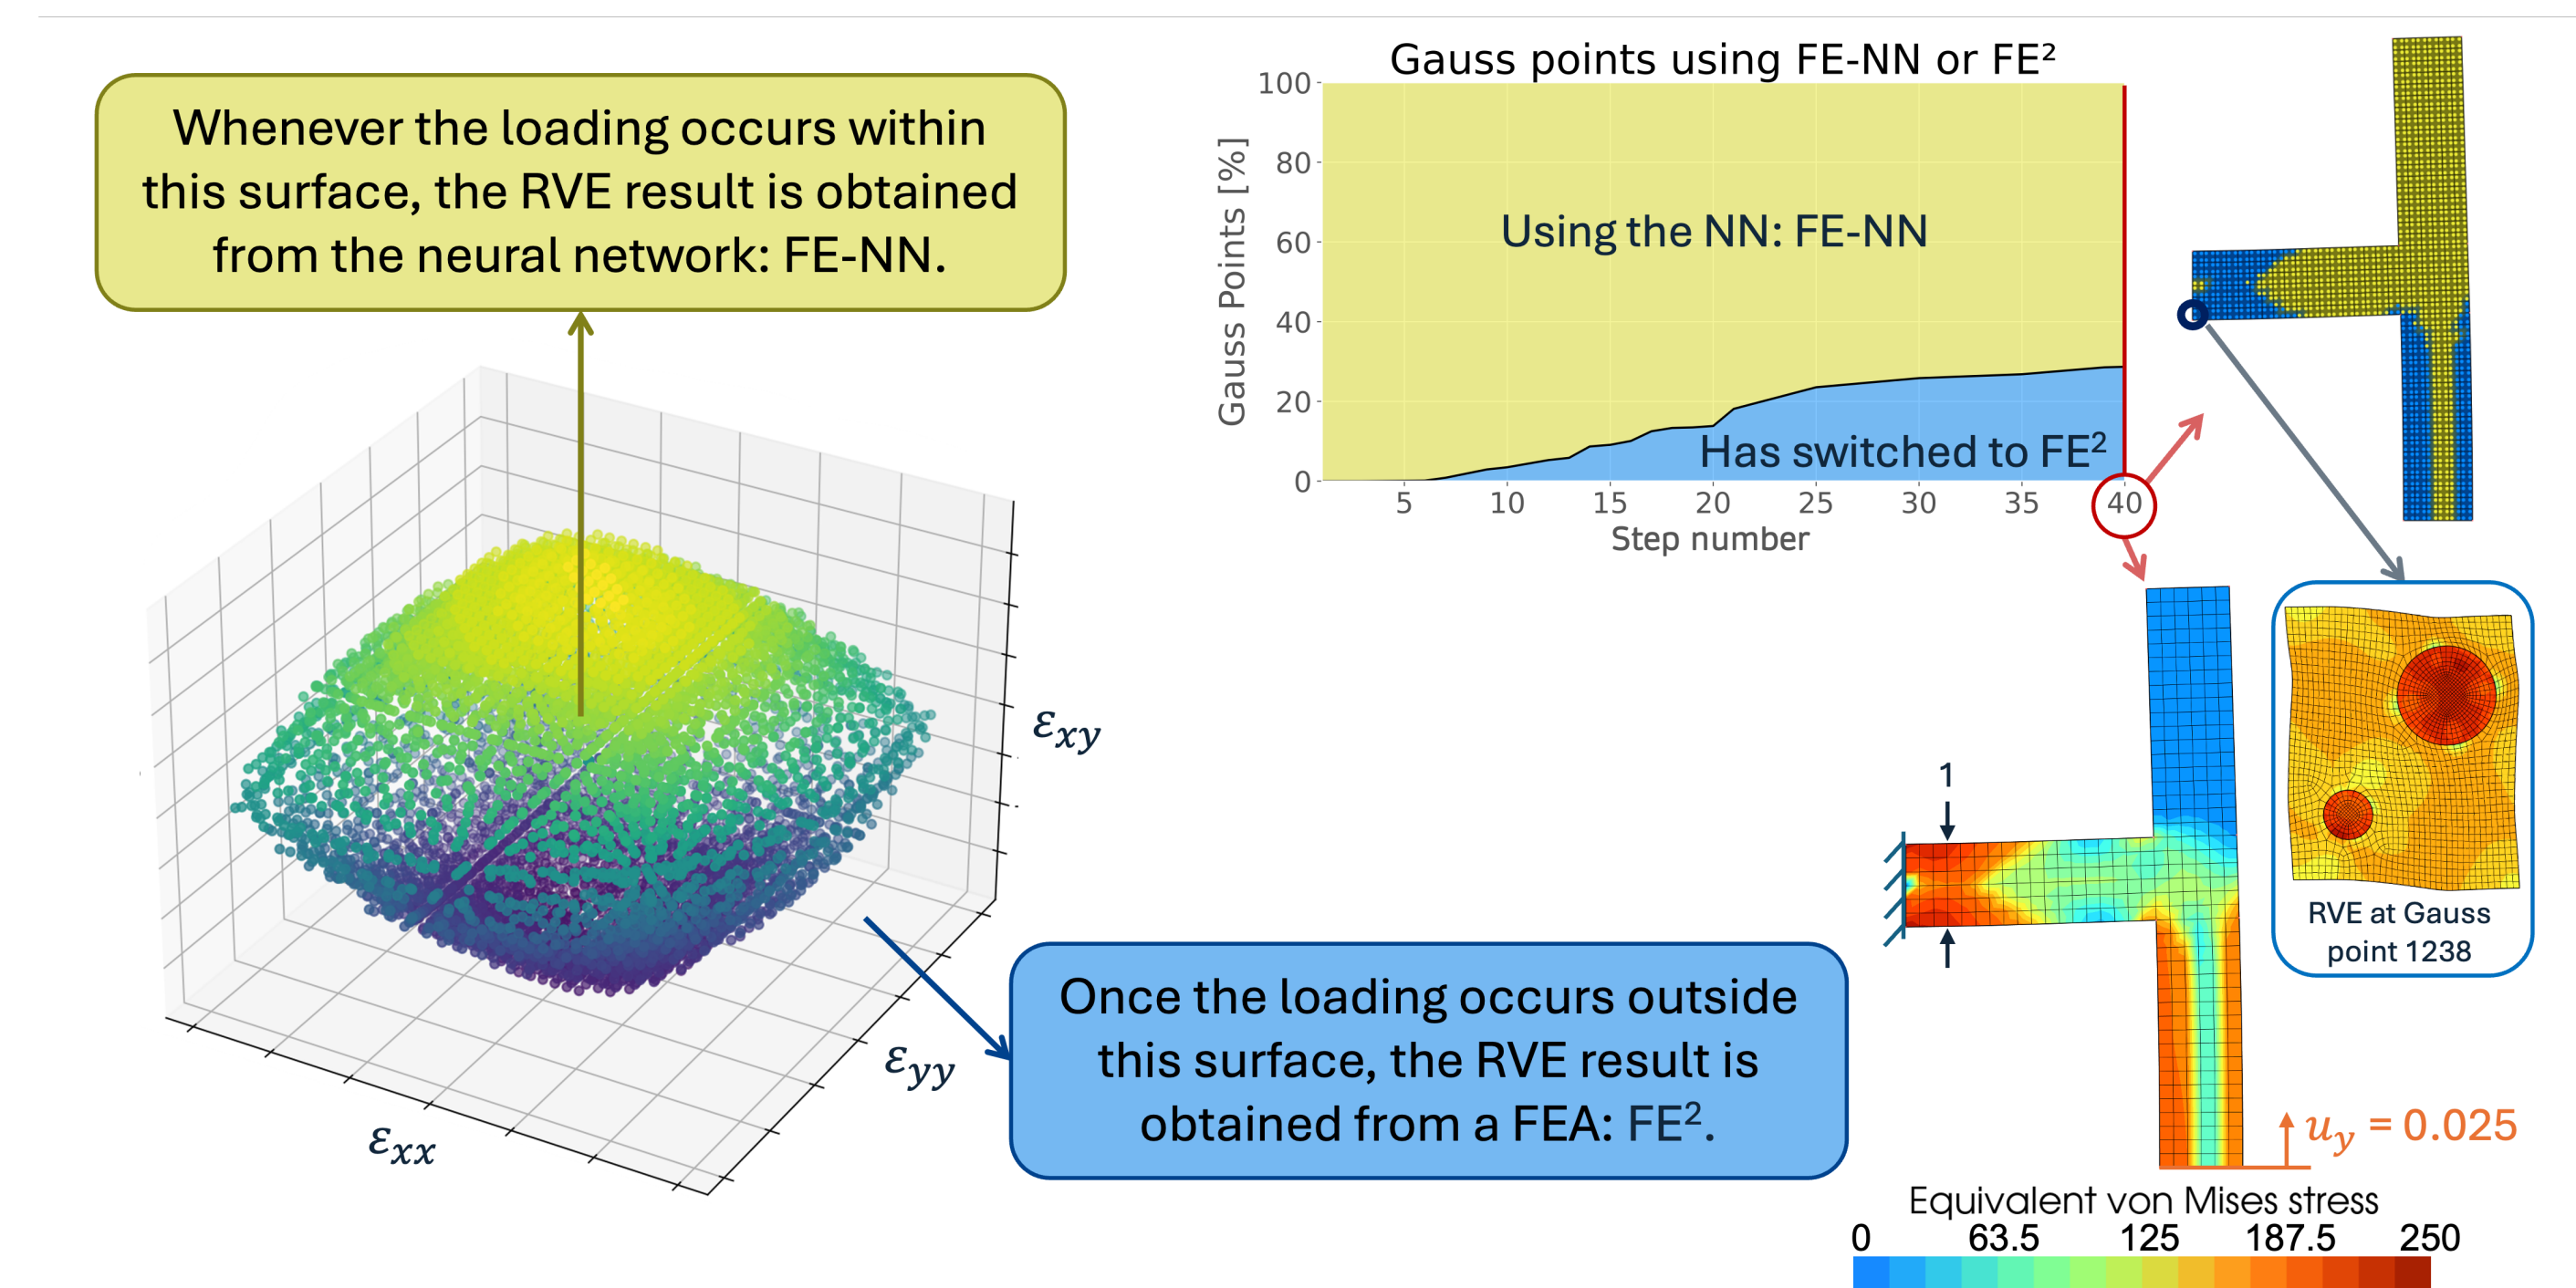 Whenever the loading occurs within
this surface, the RVE result is obtained
from the neural network: FE-NN.
εxy
εyy
εxx
Once the loading occurs outside
this surface, the RVE result is
obtained from a FEA: FE².
Gauss points using FE-NN or FE²
Gauss Points [%]
100
80
60
40
20
0
Using the NN: FE-NN
Has switched to FE²
5 10 15 20 25 30 35 40
Step number
1
RVE at Gauss
point 1238
uy = 0.025
Equivalent von Mises stress
0 63.5 125 187.5 250